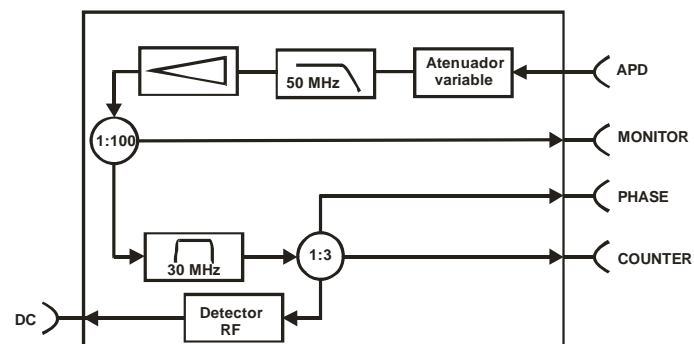 Atenuador
variable
APD
50 MHz
1:100
MONITOR
PHASE
30 MHz
1:3
COUNTER
DC
Detector
RF